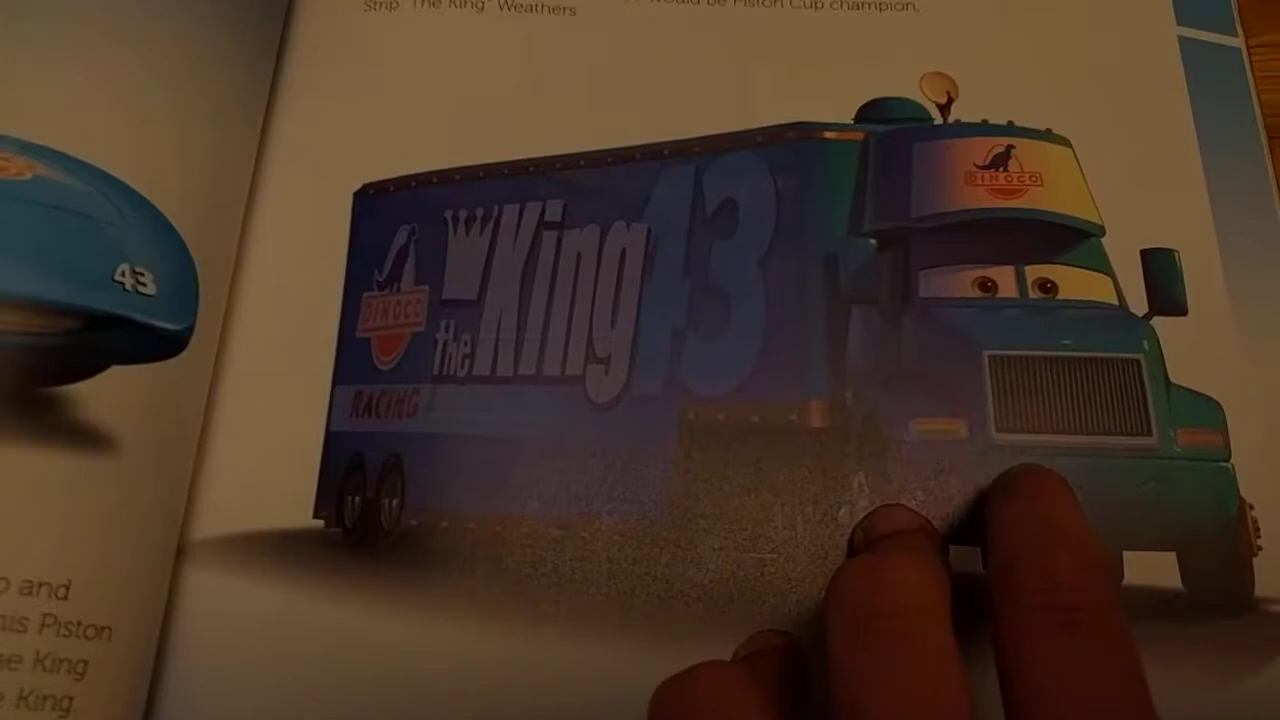 Strip "The King" Weathers
would be Piston Cup champion,
43
DINOCO
the King 43
DINOCO
RACING
and
his Piston
King
King